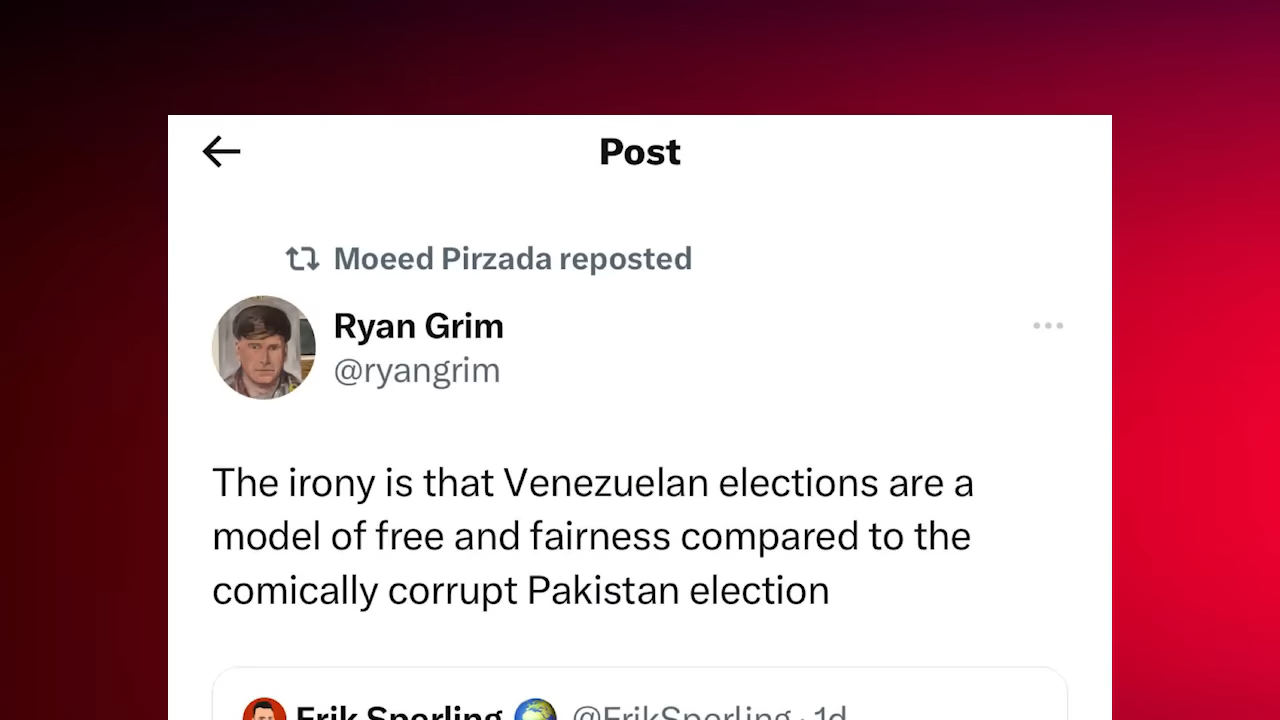 Post
Moeed Pirzada reposted
Ryan Grim
@ryangrim
The irony is that Venezuelan elections are a
model of free and fairness compared to the
comically corrupt Pakistan election
Erik Sperling @ErikSperling · 1d